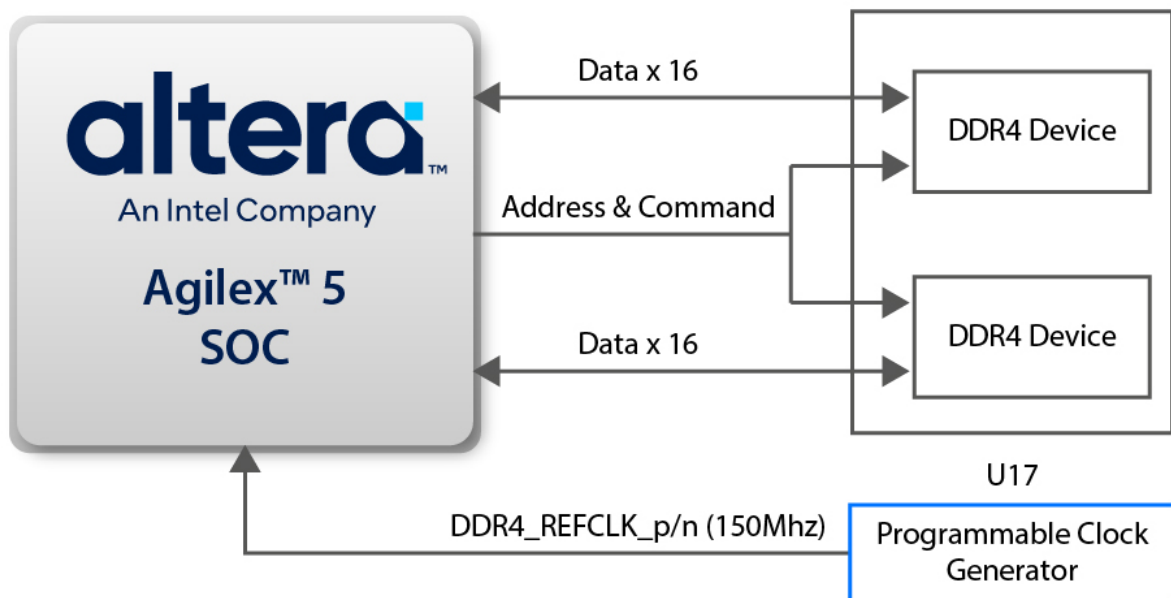 altera™
An Intel Company
Agilex™ 5
SOC
Data x 16
Address & Command
Data x 16
DDR4 Device
DDR4 Device
U17
DDR4_REFCLK_p/n (150Mhz)
Programmable Clock
Generator